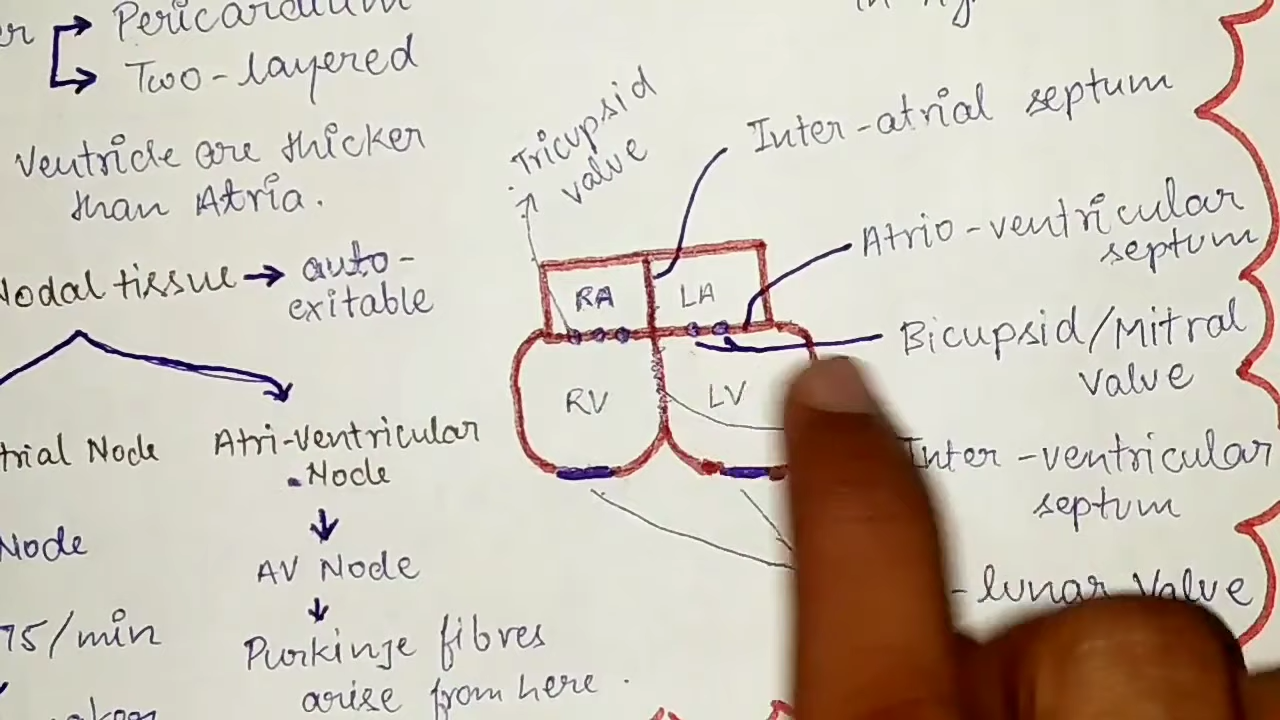 er → Pericardium
→ Two-layered
Ventricle are thicker
than Atria.
Nodal tissue → auto-
exitable
trial Node
Atri-Ventricular
Node
Node
↓
AV Node
75/min
↓
Purkinje fibres
arise from here.
in
Tricupsid
valve
Inter-atrial septum
Atrio-ventricular
septum
RA
LA
Bicupsid/Mitral
Valve
RV
LV
Inter-ventricular
septum
-lunar Valve